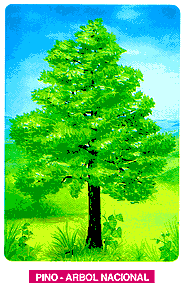 PINO - ARBOL NACIONAL